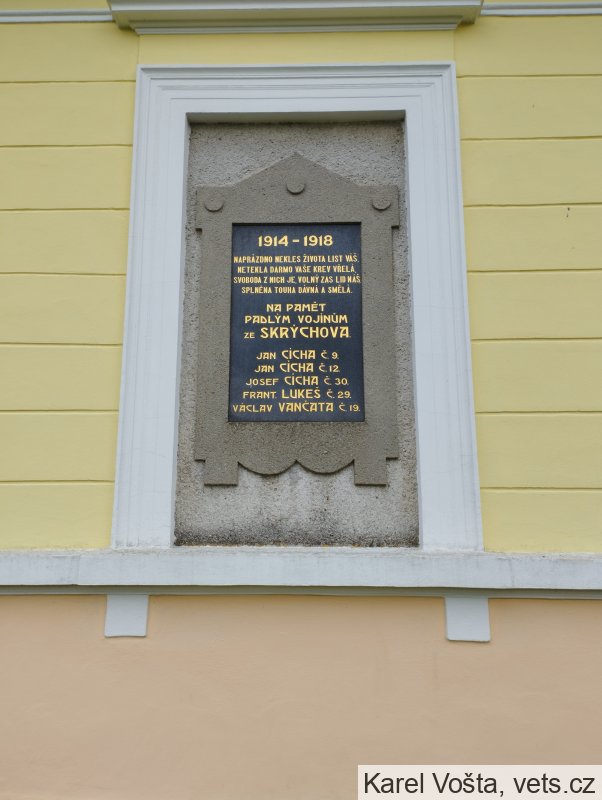 1914 - 1918
NAPRÁZDNO NEKLES ŽIVOTA LIST VÁŠ,
NETEKLA DARMO VAŠE KREV VŘELÁ,
SVOBODA Z NICH JE, VOLNÝ ZAS LID NÁŠ,
SPLNĚNA TOUHA DÁVNÁ A SMĚLÁ.
NA PAMĚŤ
PADLÝM VOJÍNŮM
ZE SKRÝCHOVA.
JAN CÍCHA Č. 9.
JAN CÍCHA Č. 12.
JOSEF CÍCHA Č. 30.
FRANT. LUKEŠ Č. 29.
VÁCLAV VANČATA Č. 19.
Karel Vošta, vets.cz